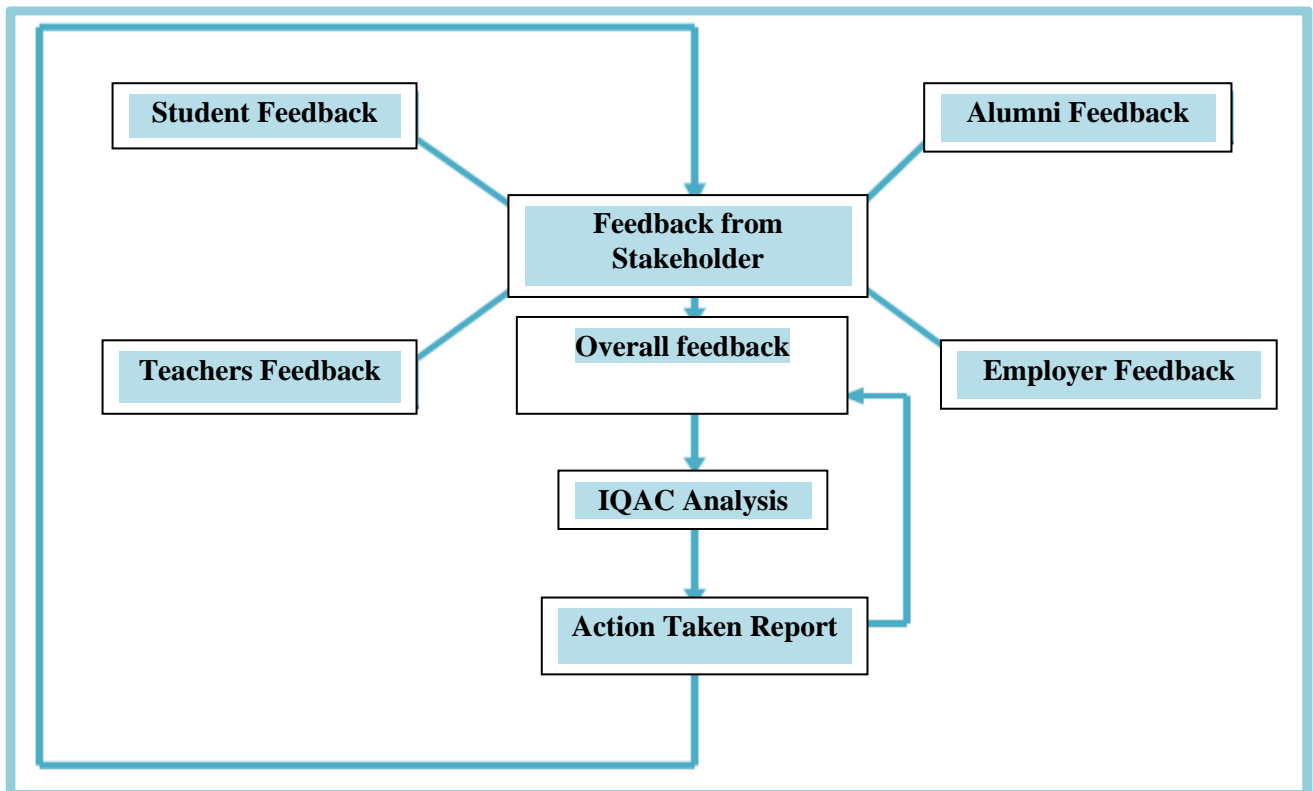 Student Feedback
Alumni Feedback
Feedback from
Stakeholder
Overall feedback
Teachers Feedback
Employer Feedback
IQAC Analysis
Action Taken Report